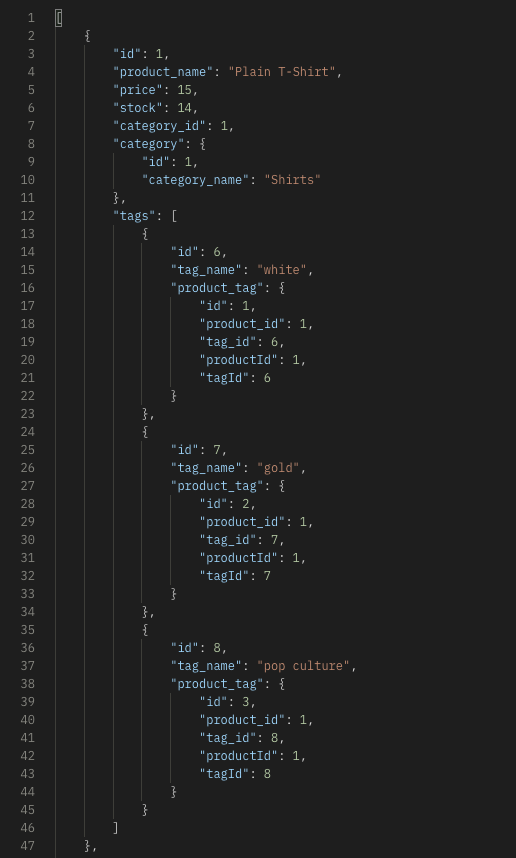 1 [
2     {
3         "id": 1,
4         "product_name": "Plain T-Shirt",
5         "price": 15,
6         "stock": 14,
7         "category_id": 1,
8         "category": {
9             "id": 1,
10             "category_name": "Shirts"
11         },
12         "tags": [
13             {
14                 "id": 6,
15                 "tag_name": "white",
16                 "product_tag": {
17                     "id": 1,
18                     "product_id": 1,
19                     "tag_id": 6,
20                     "productId": 1,
21                     "tagId": 6
22                 }
23             },
24             {
25                 "id": 7,
26                 "tag_name": "gold",
27                 "product_tag": {
28                     "id": 2,
29                     "product_id": 1,
30                     "tag_id": 7,
31                     "productId": 1,
32                     "tagId": 7
33                 }
34             },
35             {
36                 "id": 8,
37                 "tag_name": "pop culture",
38                 "product_tag": {
39                     "id": 3,
40                     "product_id": 1,
41                     "tag_id": 8,
42                     "productId": 1,
43                     "tagId": 8
44                 }
45             }
46         ]
47     },